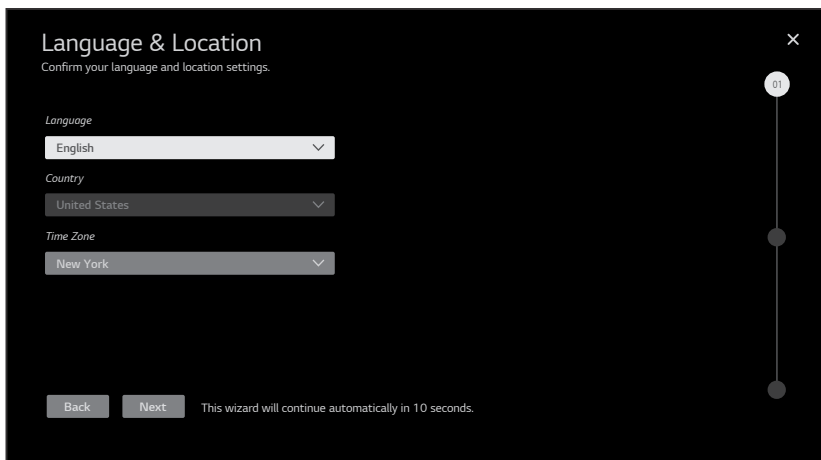 Language & Location
Confirm your language and location settings.
01
Language
English
Country
United States
Time Zone
New York
Back Next This wizard will continue automatically in 10 seconds.